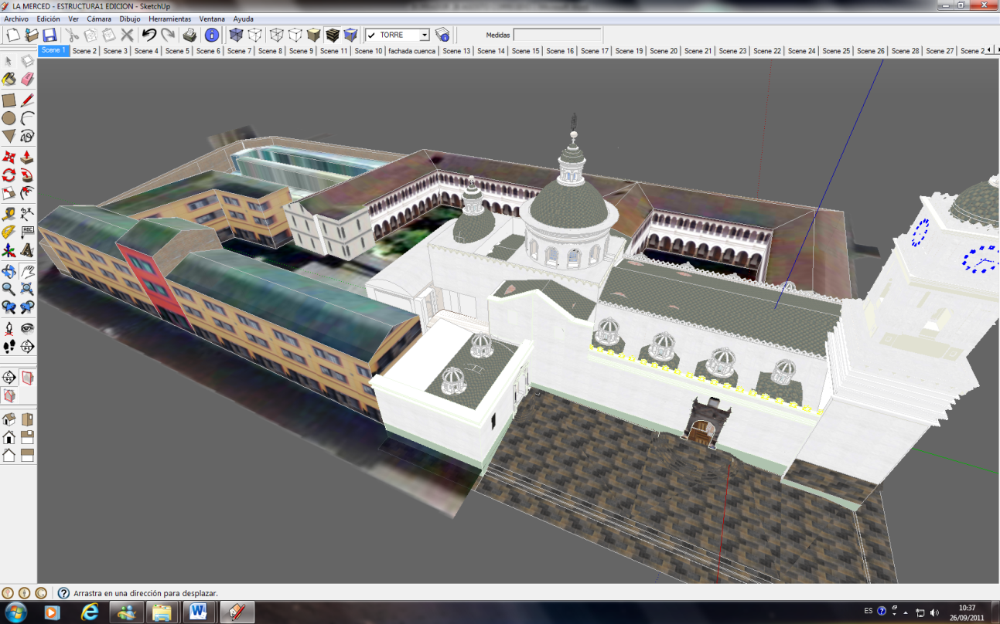 LA MERCED - ESTRUCTURA1 EDICION - SketchUp
Archivo Edición Ver Cámara Dibujo Herramientas Ventana Ayuda
TORRE Medidas
Scene 1 Scene 2 Scene 3 Scene 4 Scene 5 Scene 6 Scene 7 Scene 8 Scene 9 Scene 11 Scene 10 fachada cuenca Scene 13 Scene 14 Scene 15 Scene 16 Scene 17 Scene 19 Scene 20 Scene 21 Scene 23 Scene 22 Scene 24 Scene 25 Scene 26 Scene 28 Scene 27 Scene 2
ABC
Arrastra en una dirección para desplazar.
ES 10:37
26/09/2011